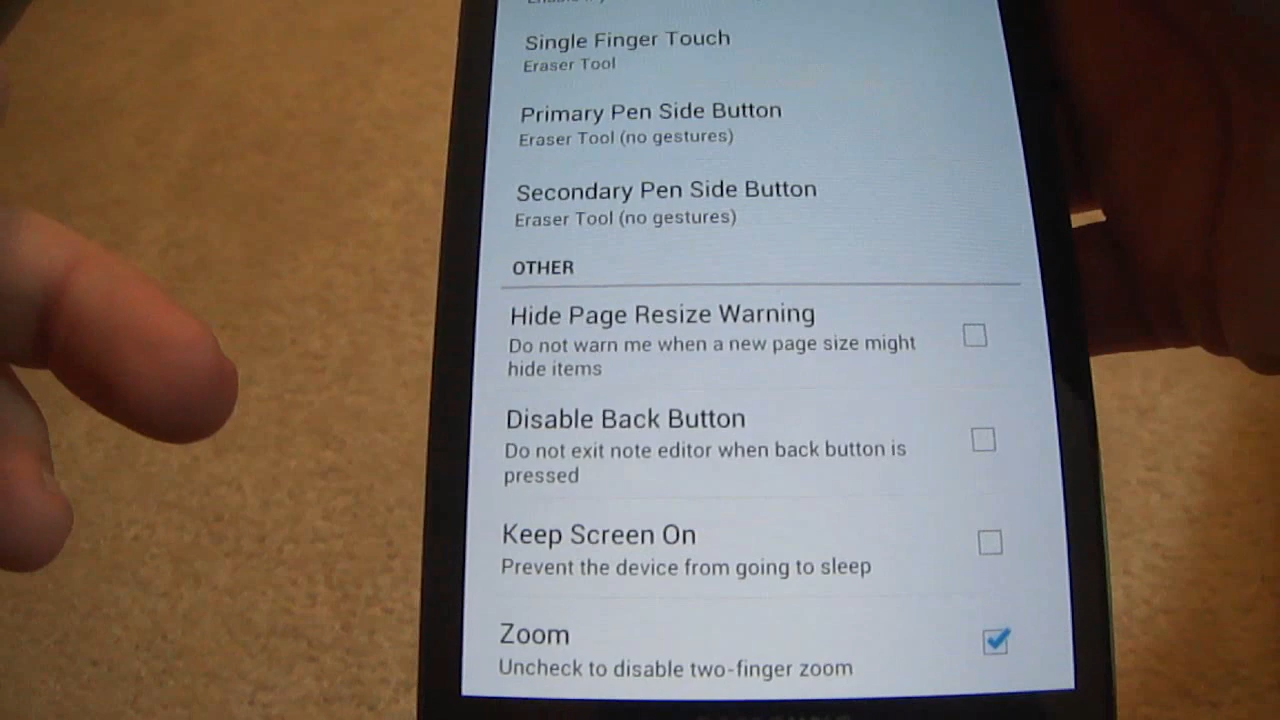 Single Finger Touch
Eraser Tool
Primary Pen Side Button
Eraser Tool (no gestures)
Secondary Pen Side Button
Eraser Tool (no gestures)
OTHER
Hide Page Resize Warning
Do not warn me when a new page size might
hide items
Disable Back Button
Do not exit note editor when back button is
pressed
Keep Screen On
Prevent the device from going to sleep
Zoom
Uncheck to disable two-finger zoom